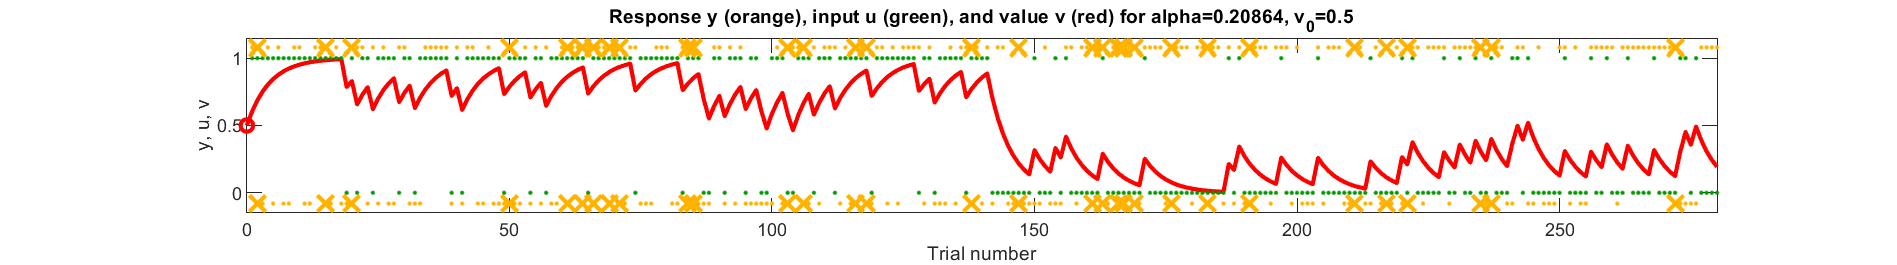 Response y (orange), input u (green), and value v (red) for alpha=0.20864, v0=0.5
1
0.5
0
y, u, v
0 50 100 150 200 250
Trial number